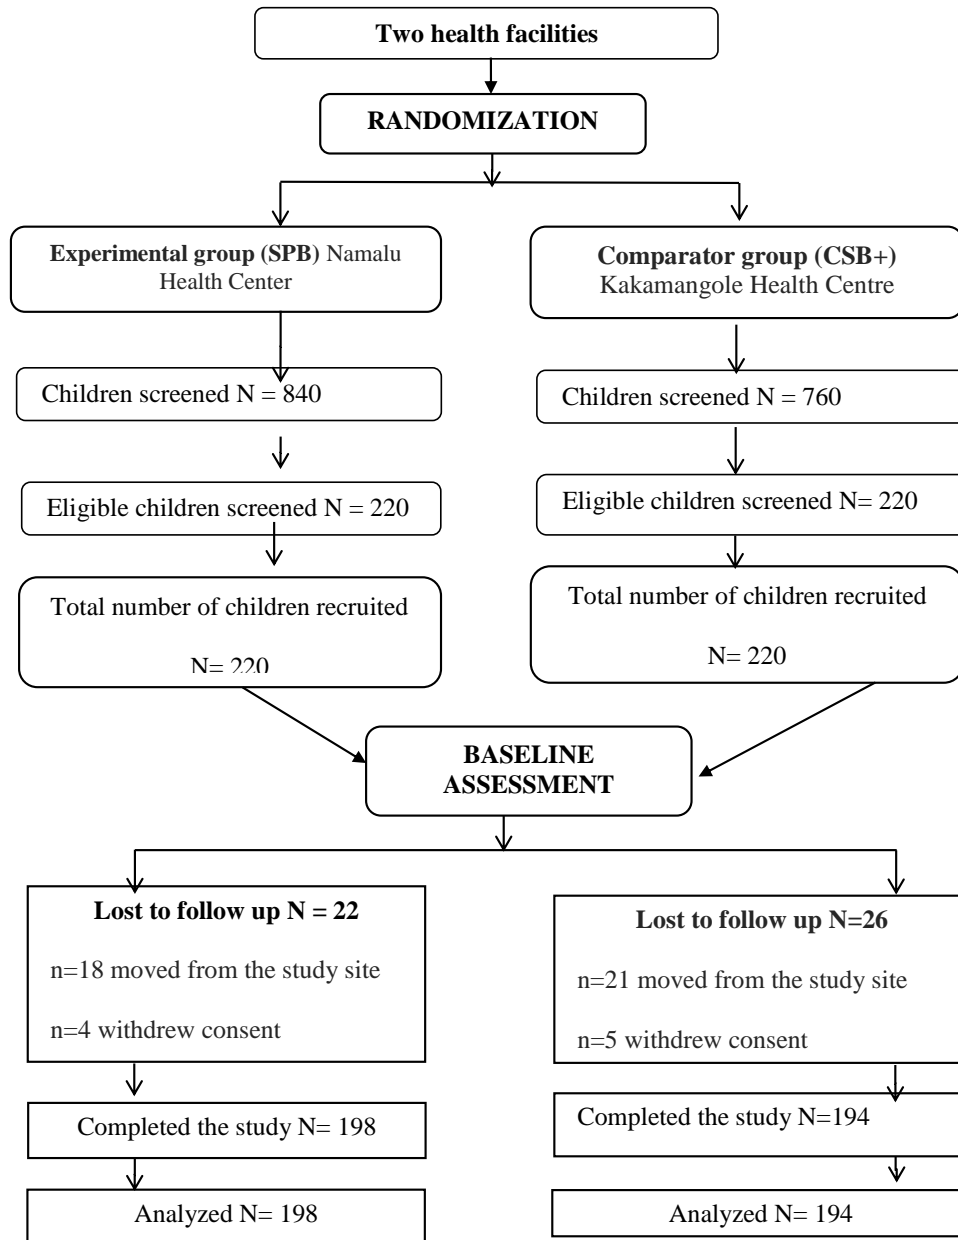 Two health facilities
RANDOMIZATION
Experimental group (SPB) Namalu
Health Center
Comparator group (CSB+)
Kakamangole Health Centre
Children screened N = 840
Children screened N = 760
Eligible children screened N = 220
Eligible children screened N= 220
Total number of children recruited
N= 220
Total number of children recruited
N= 220
BASELINE
ASSESSMENT
Lost to follow up N = 22
n=18 moved from the study site
n=4 withdrew consent
Lost to follow up N=26
n=21 moved from the study site
n=5 withdrew consent
Completed the study N= 198
Completed the study N=194
Analyzed N= 198
Analyzed N= 194